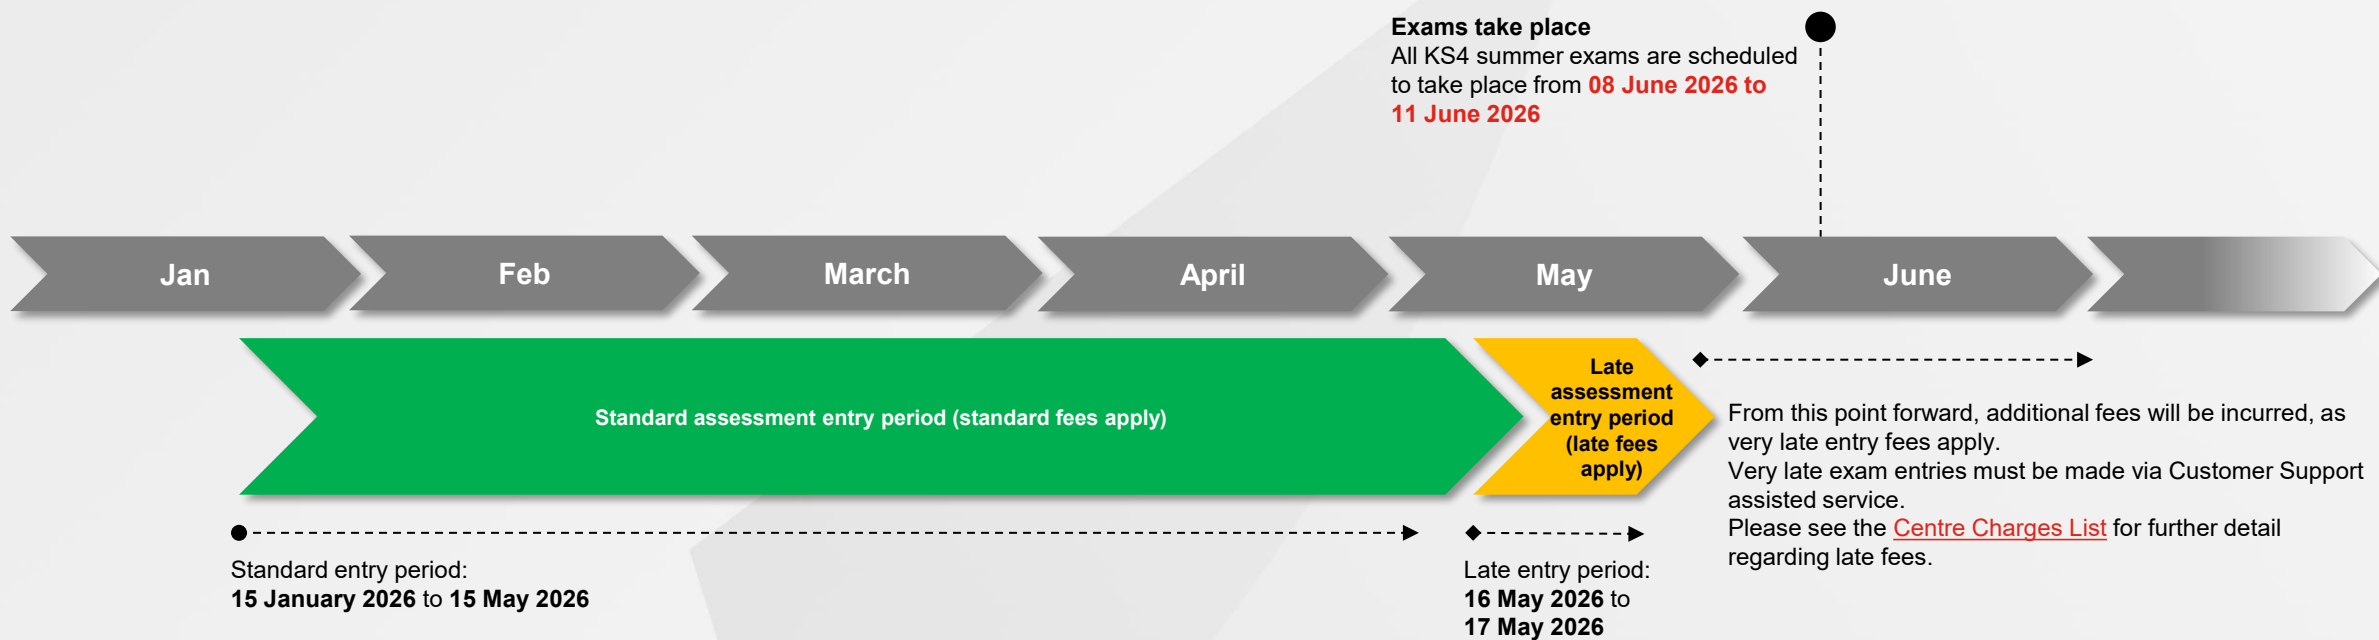 Exams take place
All KS4 summer exams are scheduled
to take place from 08 June 2026 to
11 June 2026
Jan
Feb
March
April
May
June
Standard assessment entry period (standard fees apply)
Late
assessment
entry period
(late fees
apply)
From this point forward, additional fees will be incurred, as
very late entry fees apply.
Very late exam entries must be made via Customer Support
assisted service.
Please see the Centre Charges List for further detail
regarding late fees.
Standard entry period:
15 January 2026 to 15 May 2026
Late entry period:
16 May 2026 to
17 May 2026